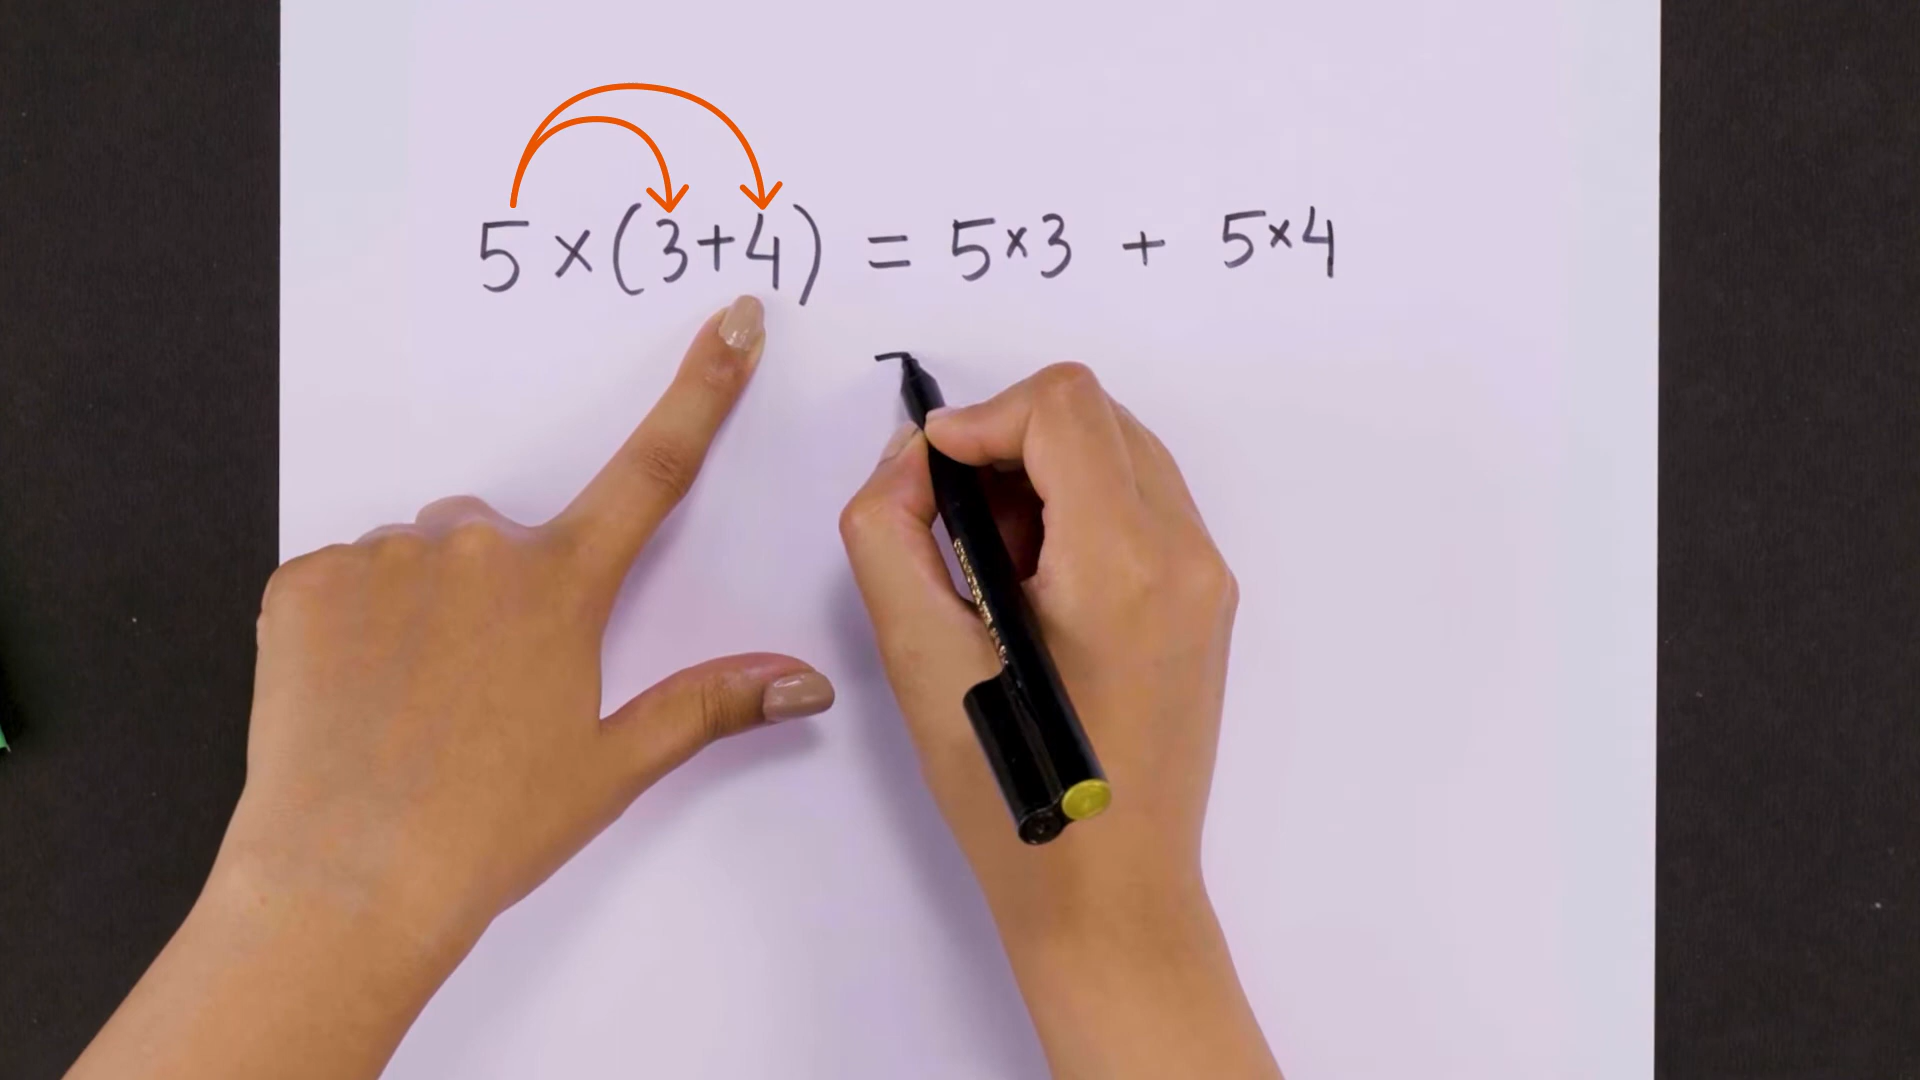 5 × (3+4) = 5×3 + 5×4